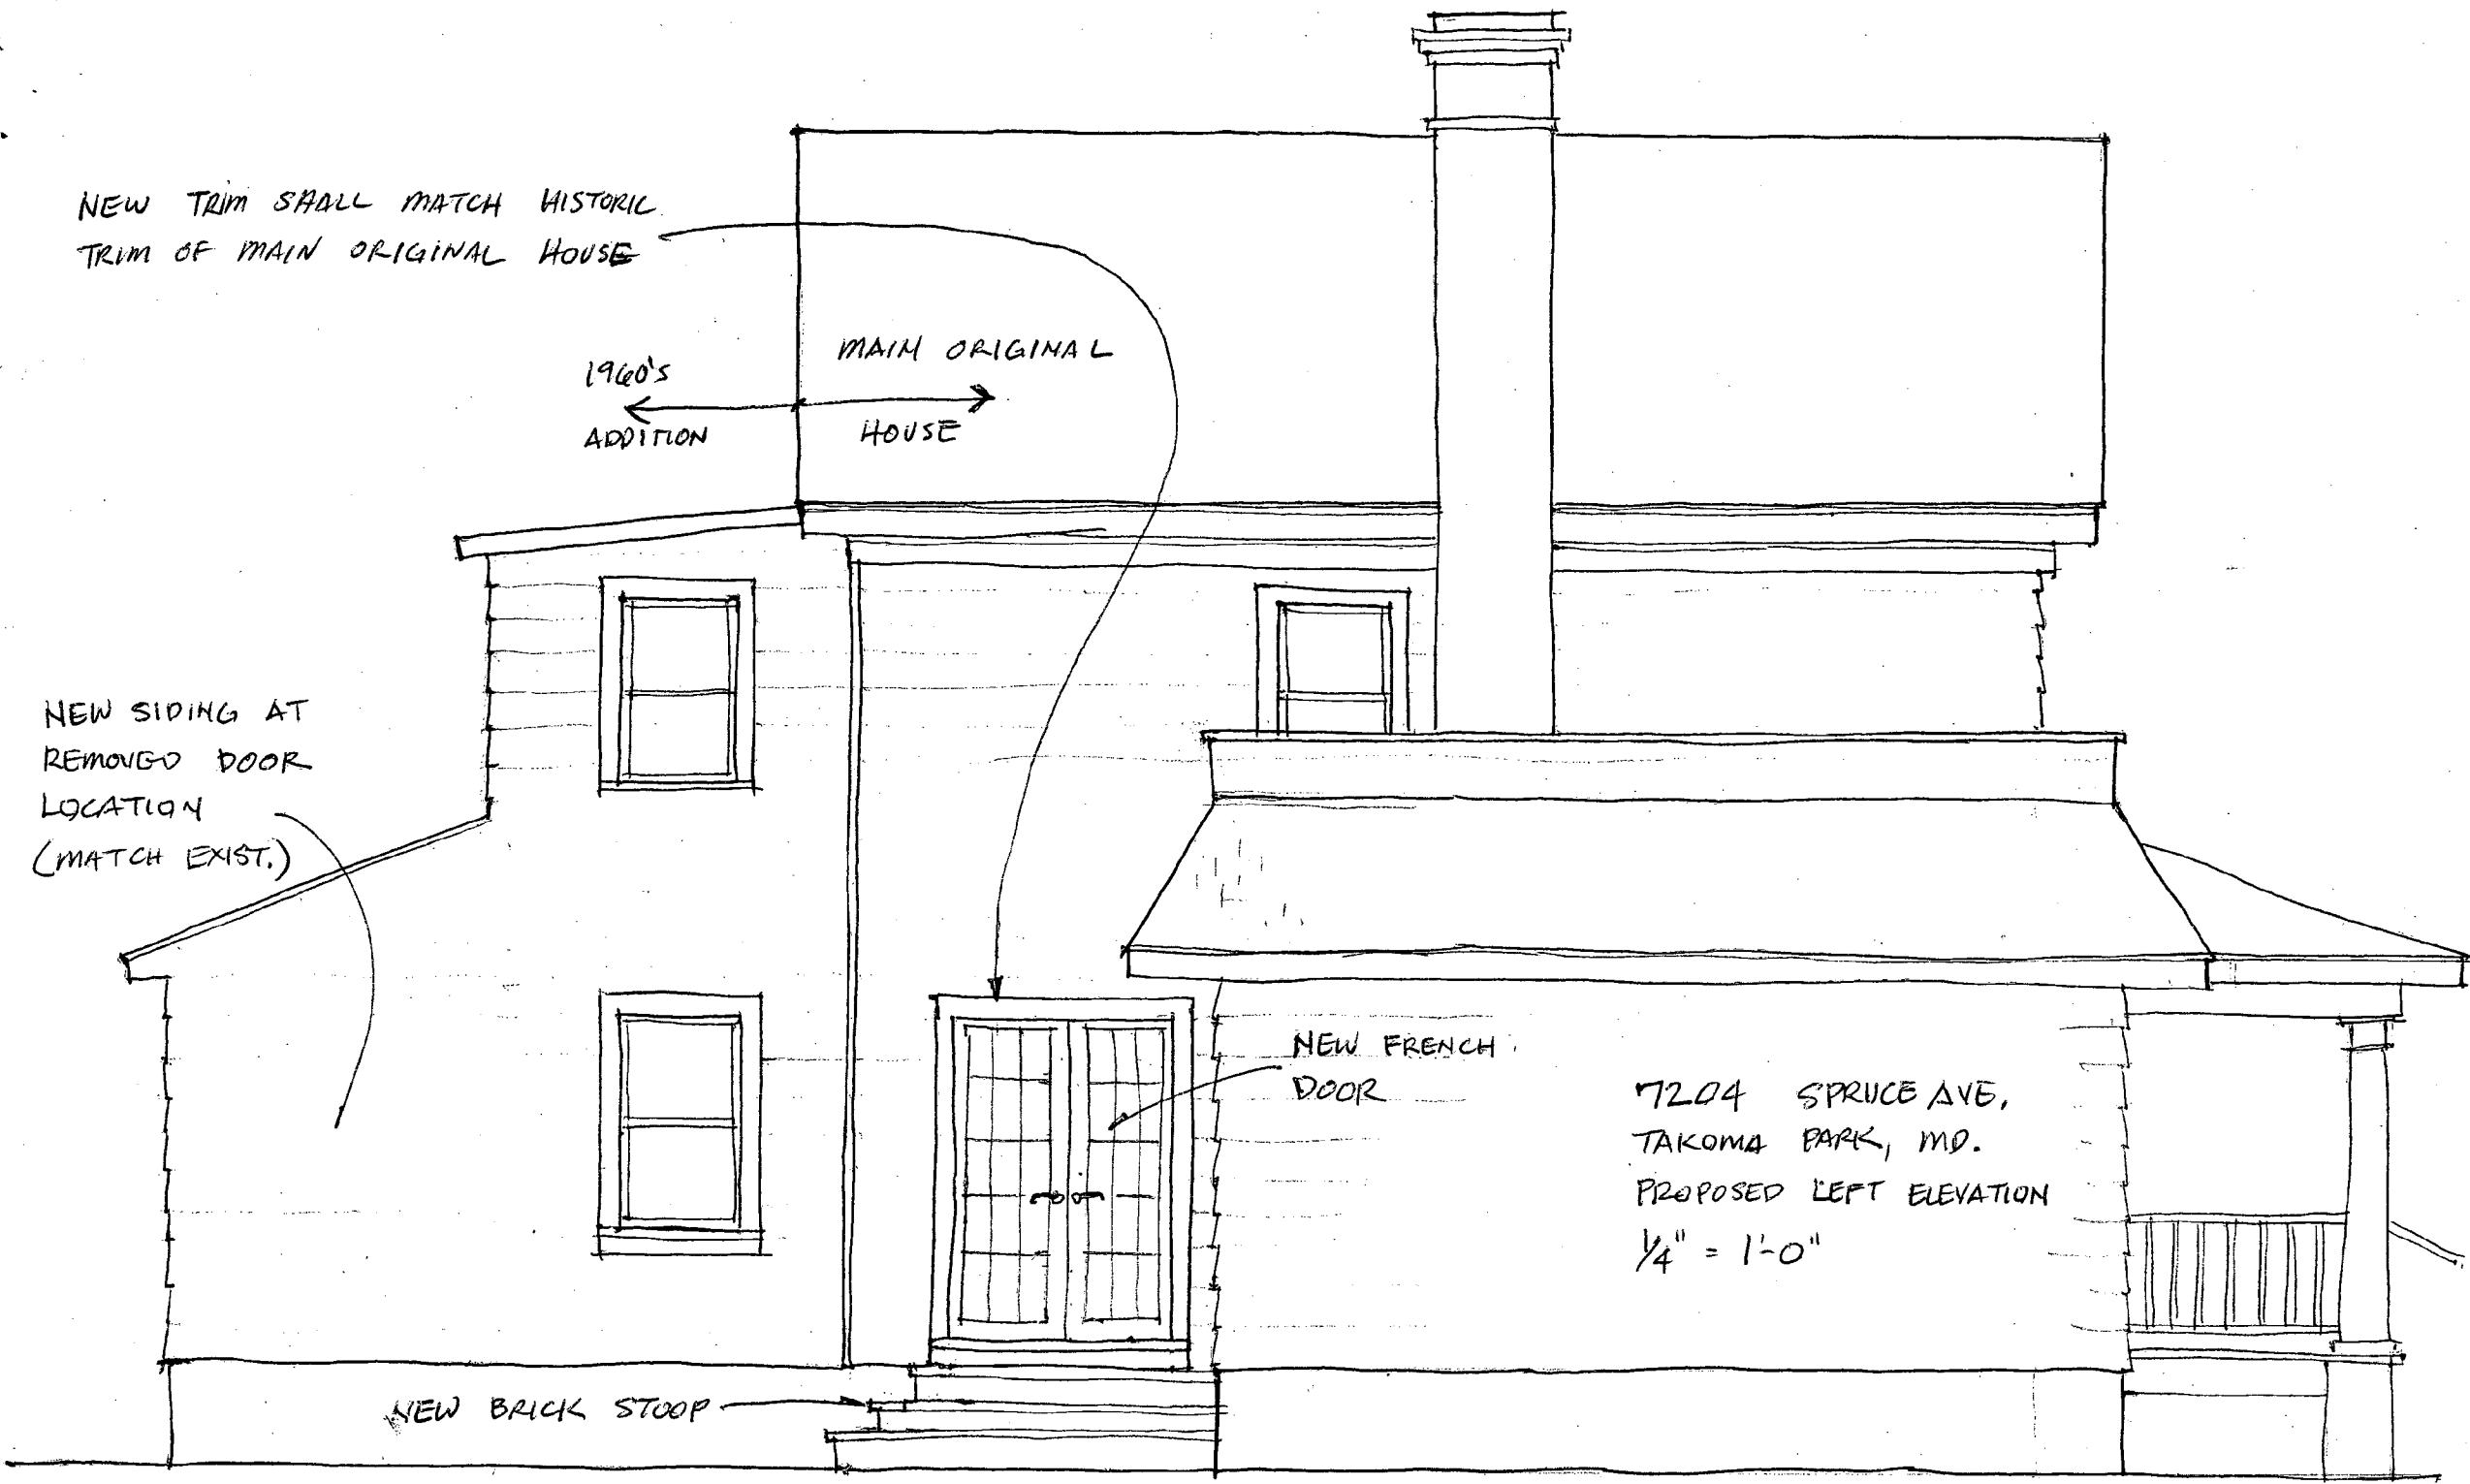 NEW TRIM SHALL MATCH HISTORIC
TRIM OF MAIN ORIGINAL HOUSE
1960'S
ADDITION
MAIN ORIGINAL
HOUSE
NEW SIDING AT
REMOVED DOOR
LOCATION
(MATCH EXIST.)
NEW FRENCH
DOOR
7204 SPRUCE AVE,
TAKOMA PARK, MD.
PROPOSED LEFT ELEVATION
1/4" = 1'-0"
NEW BRICK STOOP